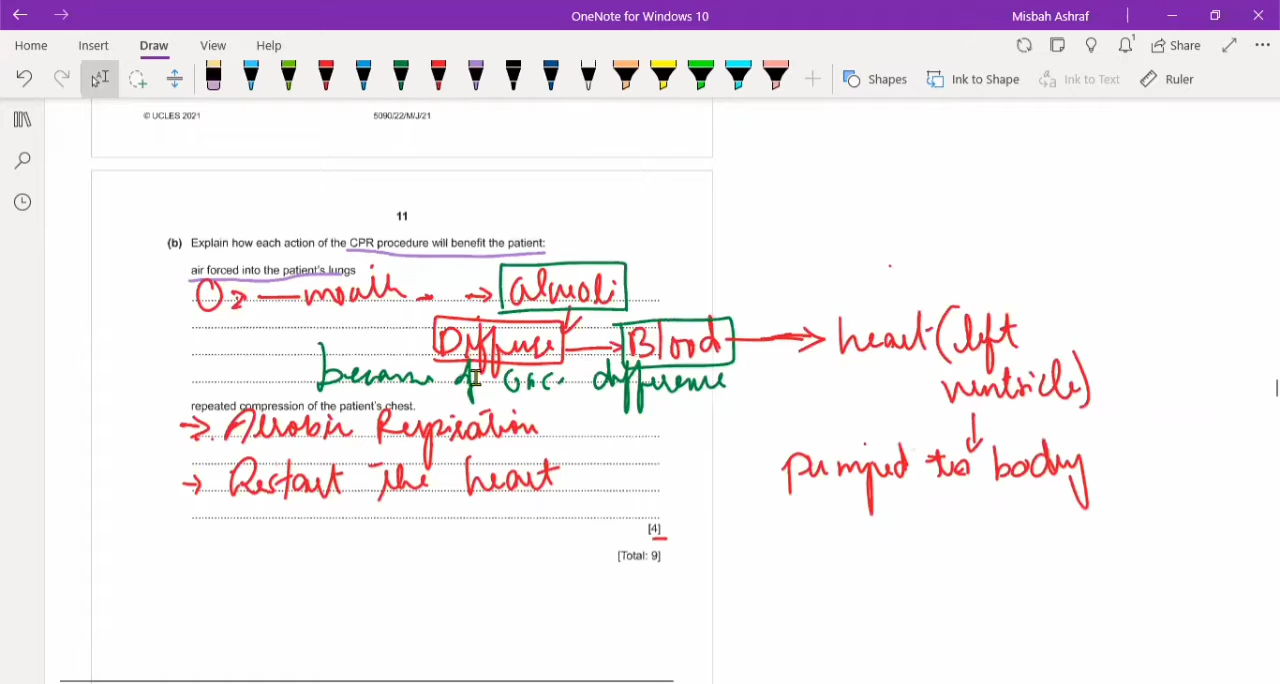 OneNote for Windows 10
Misbah Ashraf
Home Insert Draw View Help
1
Share
Shapes Ink to Shape Ink to Text Ruler
© UCLES 2021 5090/22/M/J/21
11
(b) Explain how each action of the CPR procedure will benefit the patient:
air forced into the patient's lungs
O2 — mouth - → alveoli
Diffuse → Blood → heart (left
ventricle)
because of difference
repeated compression of the patient's chest.
→ Aerobic Respiration
pumped to body
→ Restart the heart
[4]
[Total: 9]